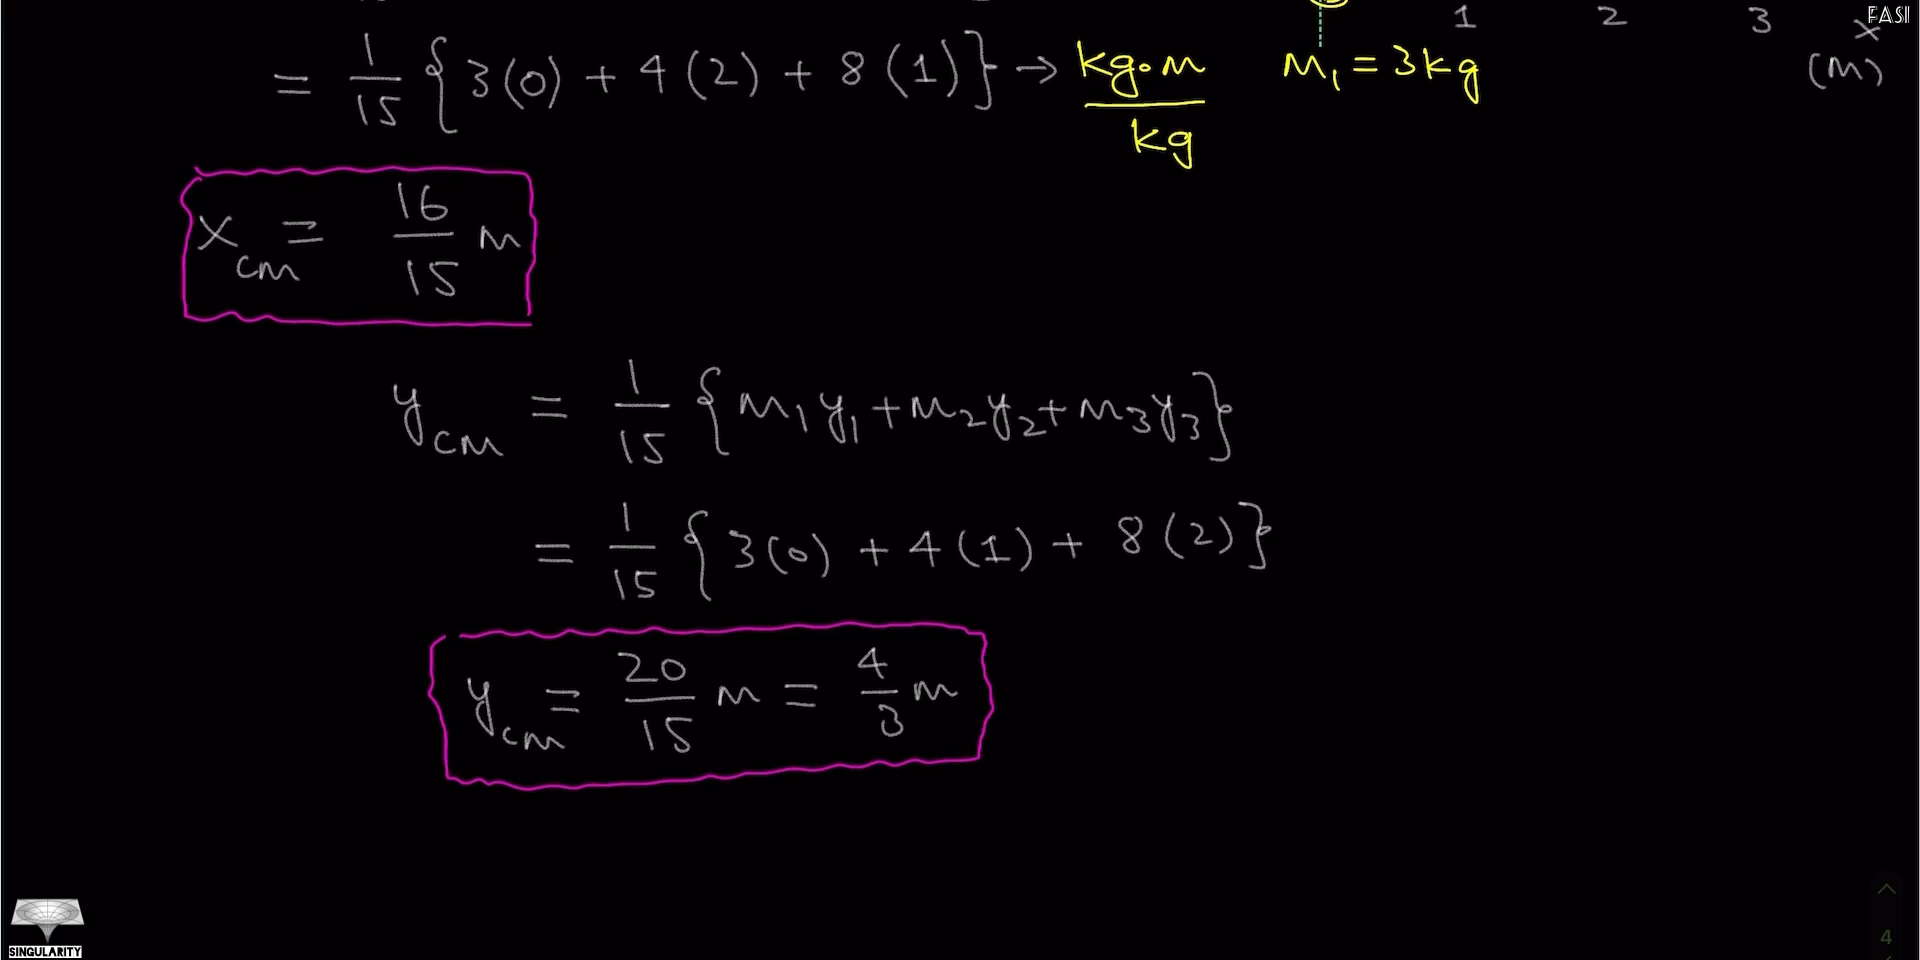 1 2 3 x
FASI
= 1/15 {3(0) + 4(2) + 8(1)} → kg·m/kg
m₁ = 3kg
(m)
x_cm = 16/15 m
y_cm = 1/15 {m₁y₁+m₂y₂+m₃y₃}
= 1/15 {3(0) + 4(1) + 8(2)}
y_cm = 20/15 m = 4/3 m
SINGULARITY
4